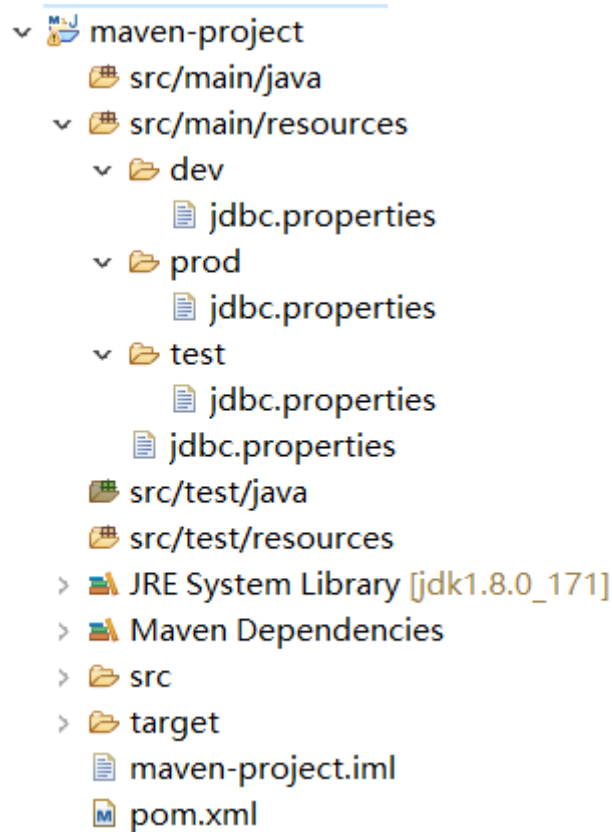 maven-project
src/main/java
src/main/resources
dev
jdbc.properties
prod
jdbc.properties
test
jdbc.properties
jdbc.properties
src/test/java
src/test/resources
JRE System Library [jdk1.8.0_171]
Maven Dependencies
src
target
maven-project.iml
pom.xml